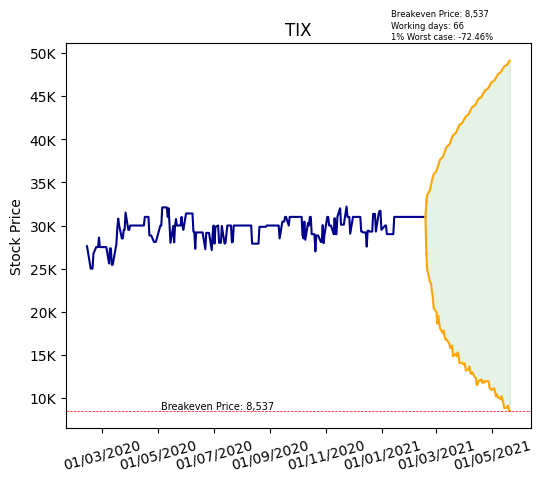 Breakeven Price: 8,537
Working days: 66
1% Worst case: -72.46%
TIX
Stock Price
50K
45K
40K
35K
30K
25K
20K
15K
10K
Breakeven Price: 8,537
01/03/2020
01/05/2020
01/07/2020
01/09/2020
01/11/2020
01/01/2021
01/03/2021
01/05/2021